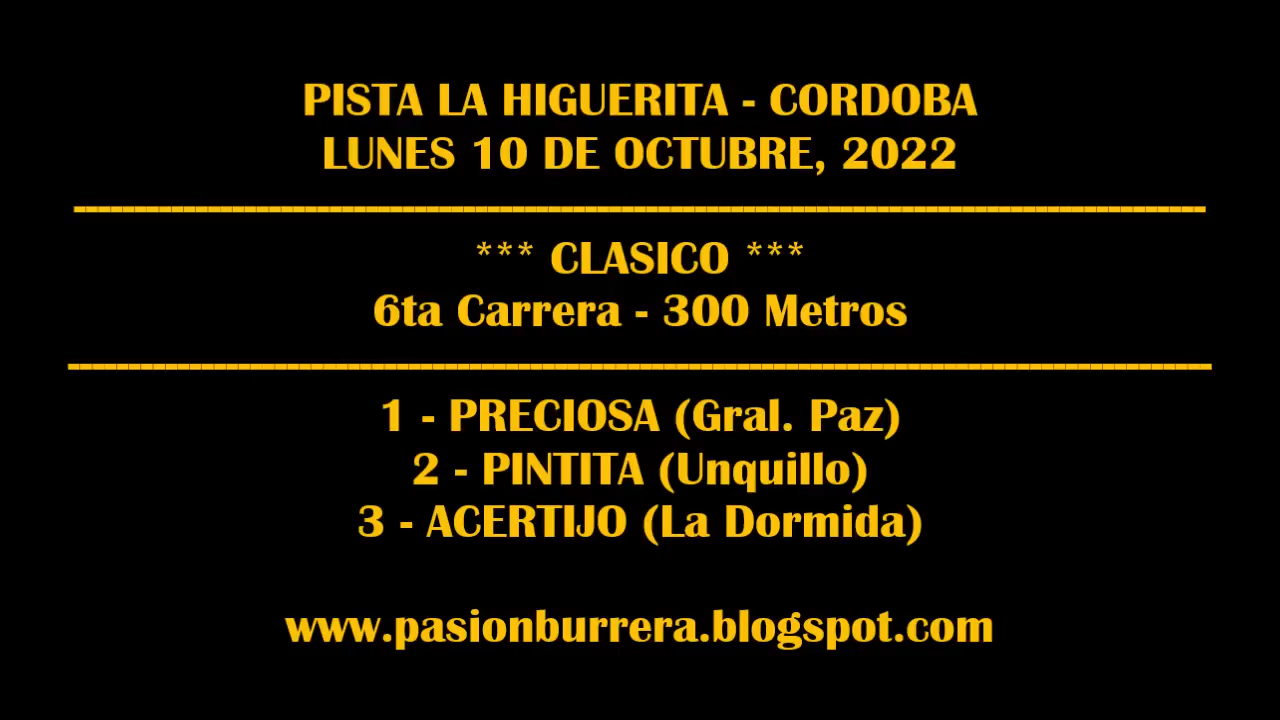 PISTA LA HIGUERITA - CORDOBA
LUNES 10 DE OCTUBRE, 2022
*** CLASICO ***
6ta Carrera - 300 Metros
1 - PRECIOSA (Gral. Paz)
2 - PINTITA (Unquillo)
3 - ACERTIJO (La Dormida)
www.pasionburrera.blogspot.com